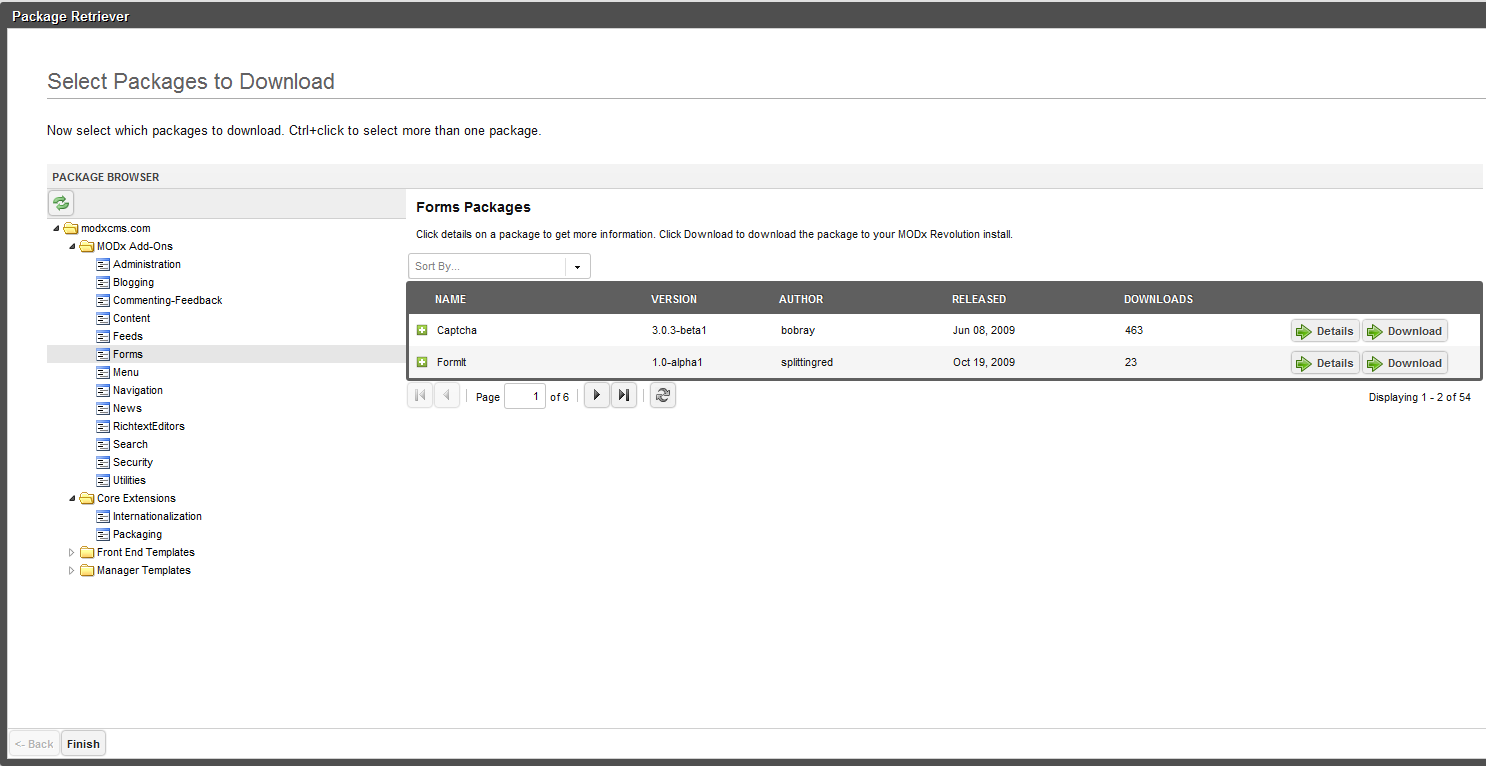 Package Retriever
Select Packages to Download
Now select which packages to download. Ctrl+click to select more than one package.
PACKAGE BROWSER
modxcms.com
MODx Add-Ons
Administration
Blogging
Commenting-Feedback
Content
Feeds
Forms
Menu
Navigation
News
RichtextEditors
Search
Security
Utilities
Core Extensions
Internationalization
Packaging
Front End Templates
Manager Templates
Forms Packages
Click details on a package to get more information. Click Download to download the package to your MODx Revolution install.
Sort By...
NAME VERSION AUTHOR RELEASED DOWNLOADS
Captcha 3.0.3-beta1 bobray Jun 08, 2009 463 Details Download
FormIt 1.0-alpha1 splittingred Oct 19, 2009 23 Details Download
Page 1 of 6 Displaying 1 - 2 of 54
<- Back Finish